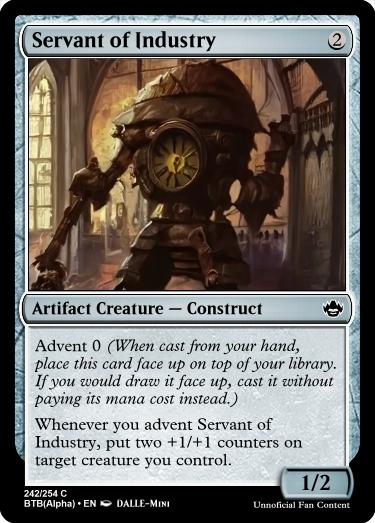 Servant of Industry
2
Artifact Creature — Construct
Advent 0 (When cast from your hand,
place this card face up on top of your library.
If you would draw it face up, cast it without
paying its mana cost instead.)
Whenever you advent Servant of
Industry, put two +1/+1 counters on
target creature you control.
1/2
242/254 C
BTB(Alpha) • EN DALLE-Mini
Unnoficial Fan Content